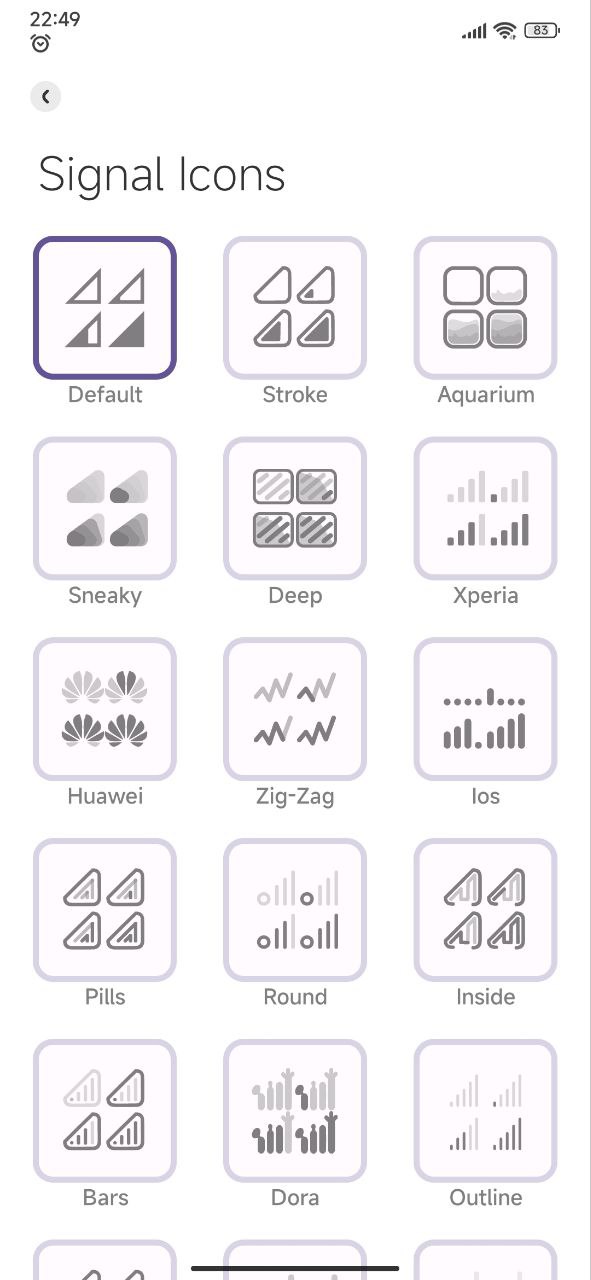 22:49
83
Signal Icons
Default
Stroke
Aquarium
Sneaky
Deep
Xperia
Huawei
Zig-Zag
Ios
Pills
Round
Inside
Bars
Dora
Outline